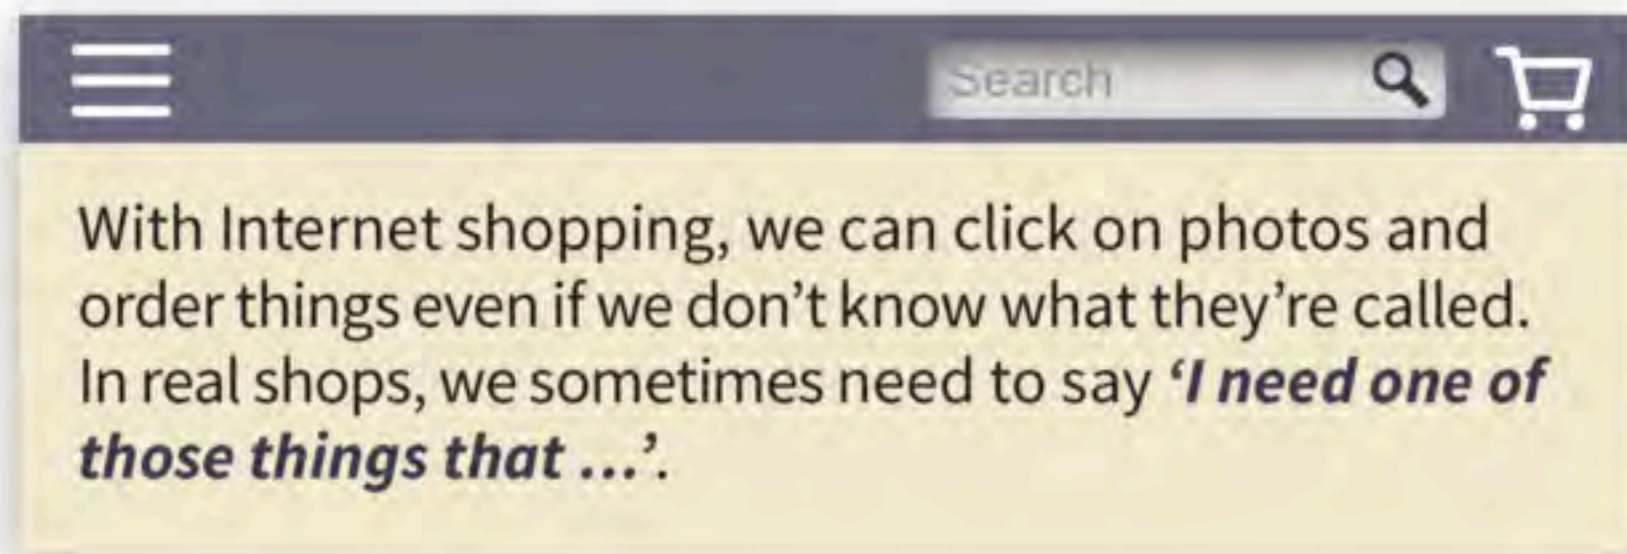 Search
With Internet shopping, we can click on photos and
order things even if we don't know what they're called.
In real shops, we sometimes need to say ‘I need one of
those things that ...’.